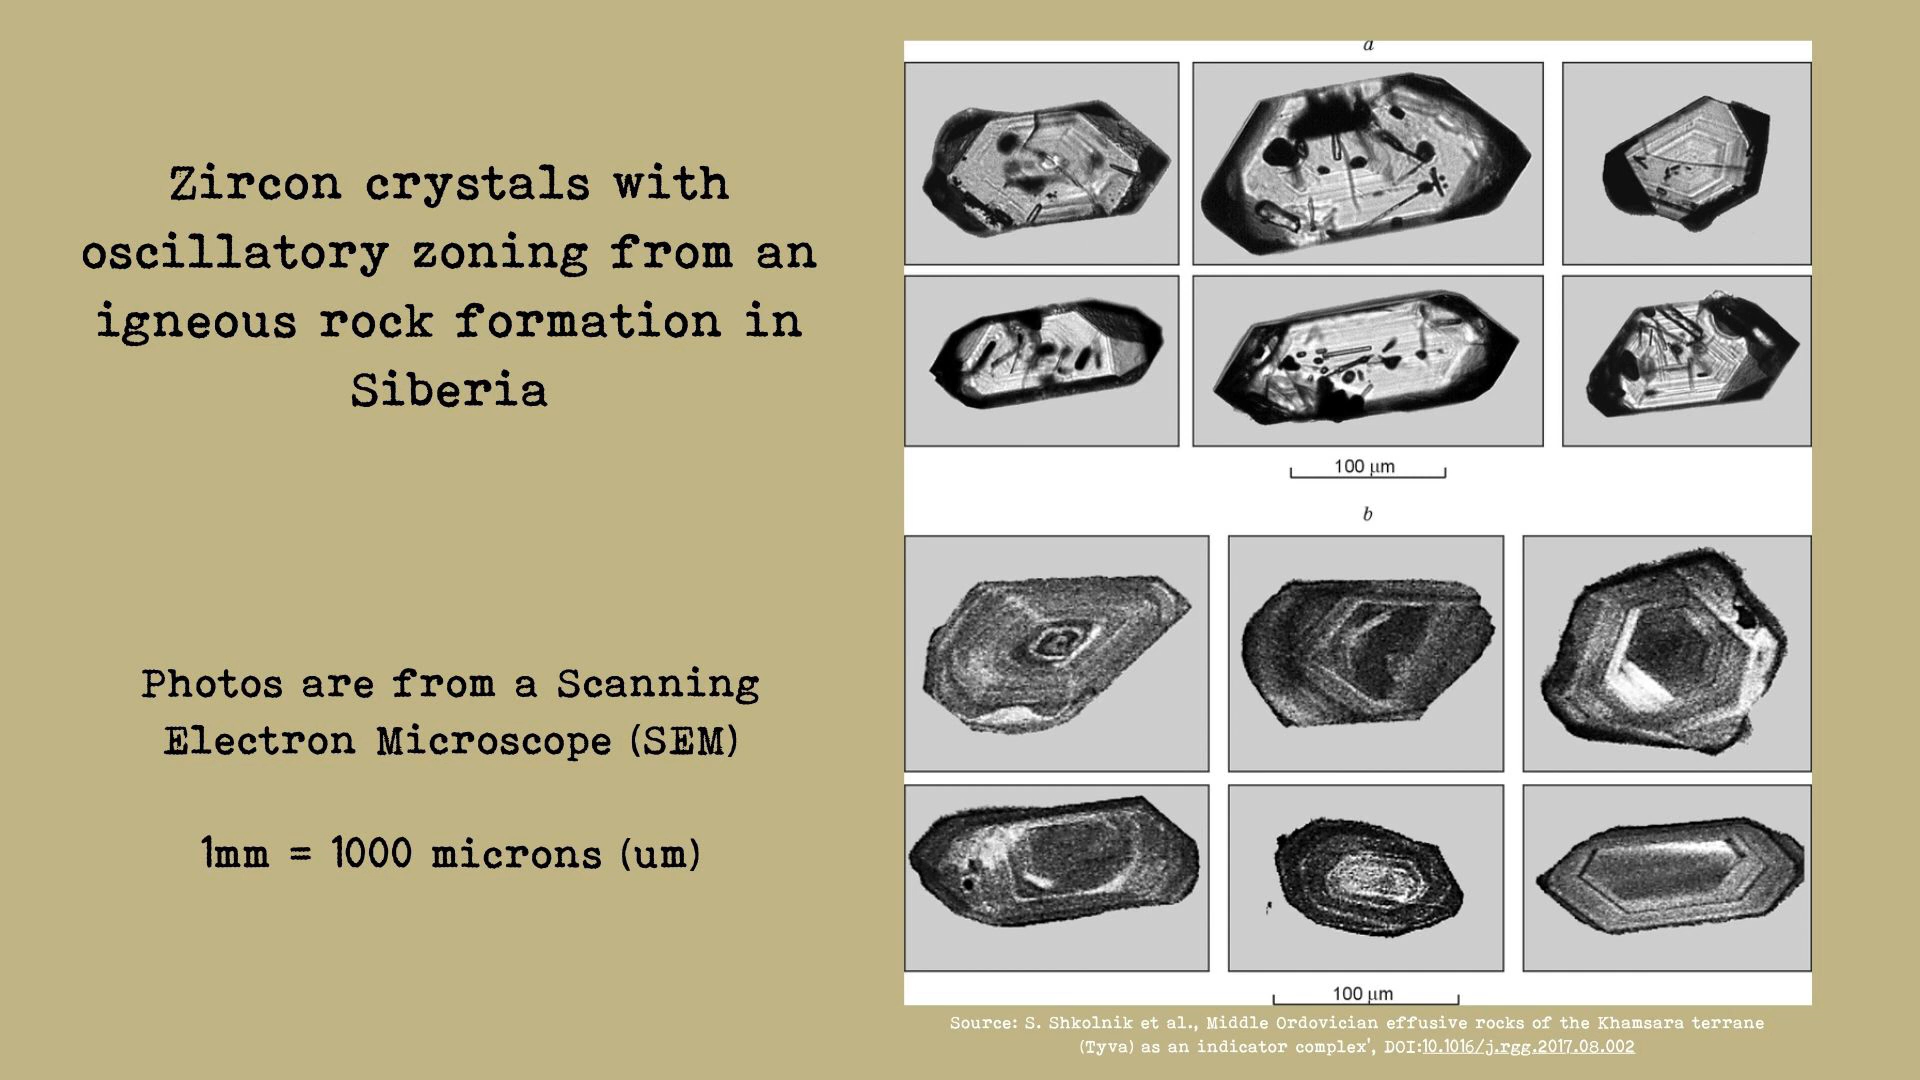 Zircon crystals with
oscillatory zoning from an
igneous rock formation in
Siberia
Photos are from a Scanning
Electron Microscope (SEM)
1mm = 1000 microns (um)
a
100 µm
b
100 µm
Source: S. Shkolnik et al., Middle Ordovician effusive rocks of the Khamsara terrane
(Tyva) as an indicator complex', DOI:10.1016/j.rgg.2017.08.002